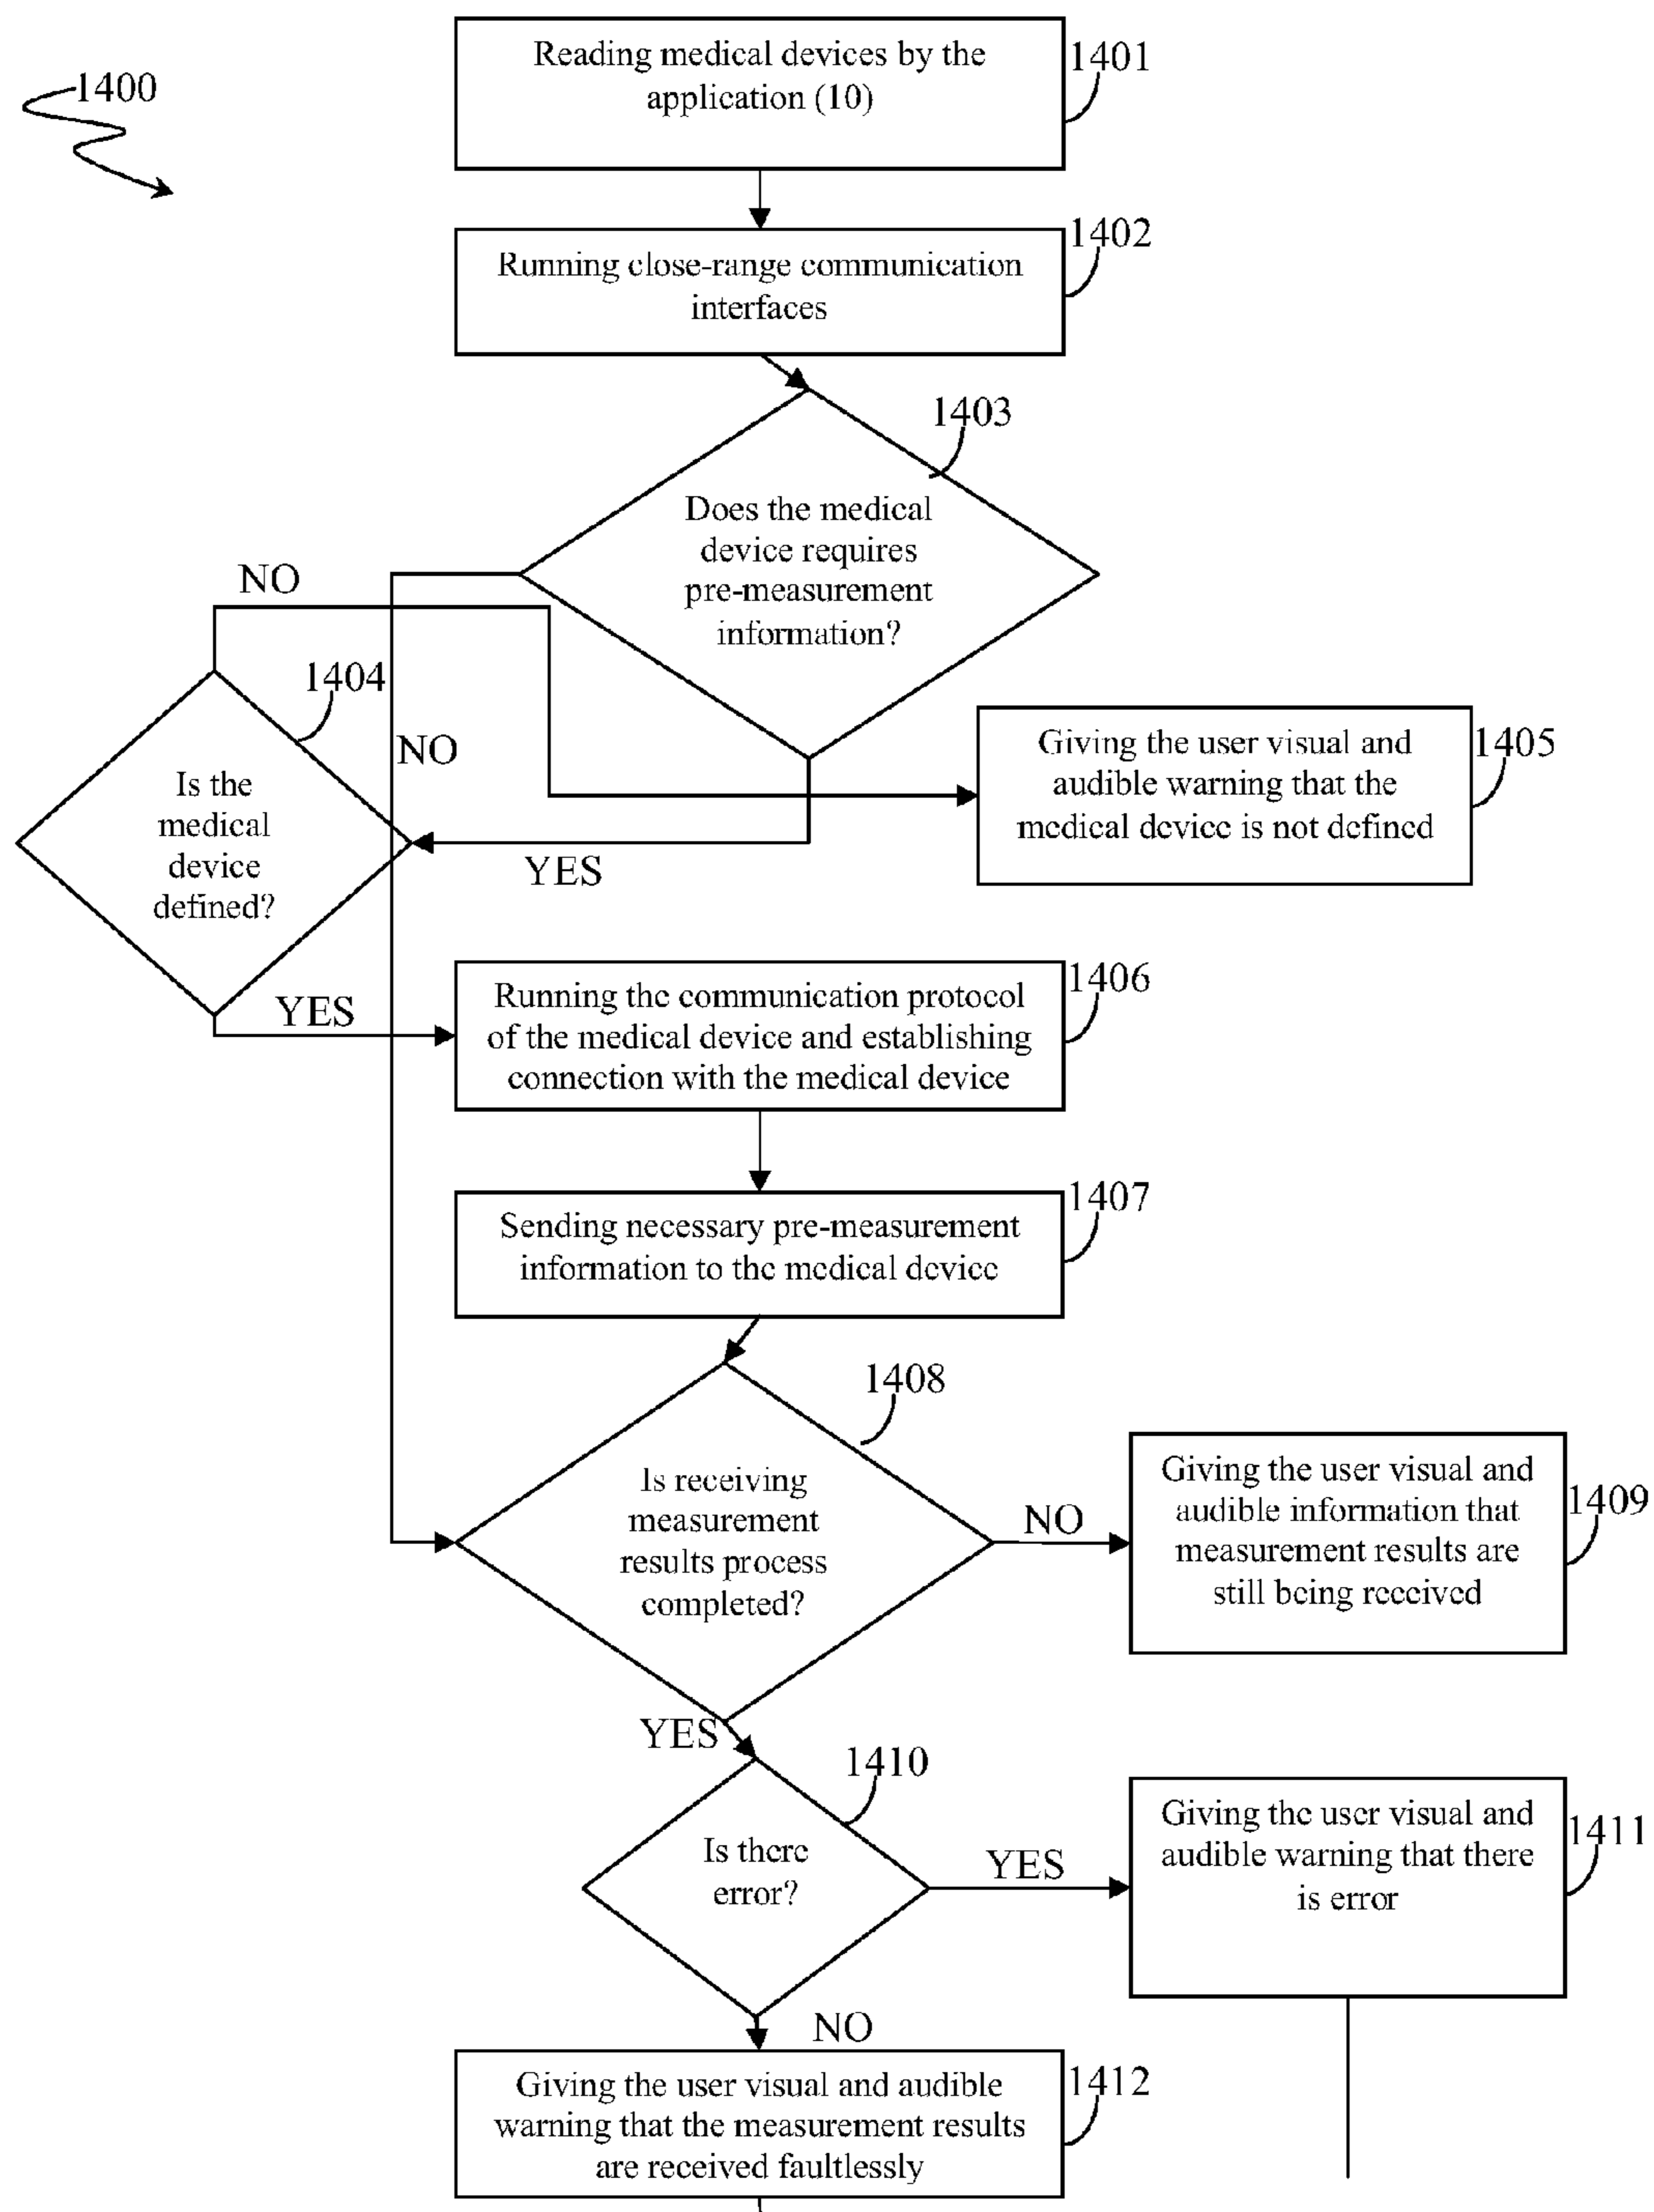 1400
Reading medical devices by the
application (10)
1401
Running close-range communication
interfaces
1402
1403
Does the medical
device requires
pre-measurement
information?
NO
1404
NO
Is the
medical
device
defined?
Giving the user visual and
audible warning that the
medical device is not defined
1405
YES
YES
Running the communication protocol
of the medical device and establishing
connection with the medical device
1406
Sending necessary pre-measurement
information to the medical device
1407
1408
Is receiving
measurement
results process
completed?
NO
Giving the user visual and
audible information that
measurement results are
still being received
1409
YES
1410
Is there
error?
YES
Giving the user visual and
audible warning that there
is error
1411
NO
Giving the user visual and audible
warning that the measurement results
are received faultlessly
1412